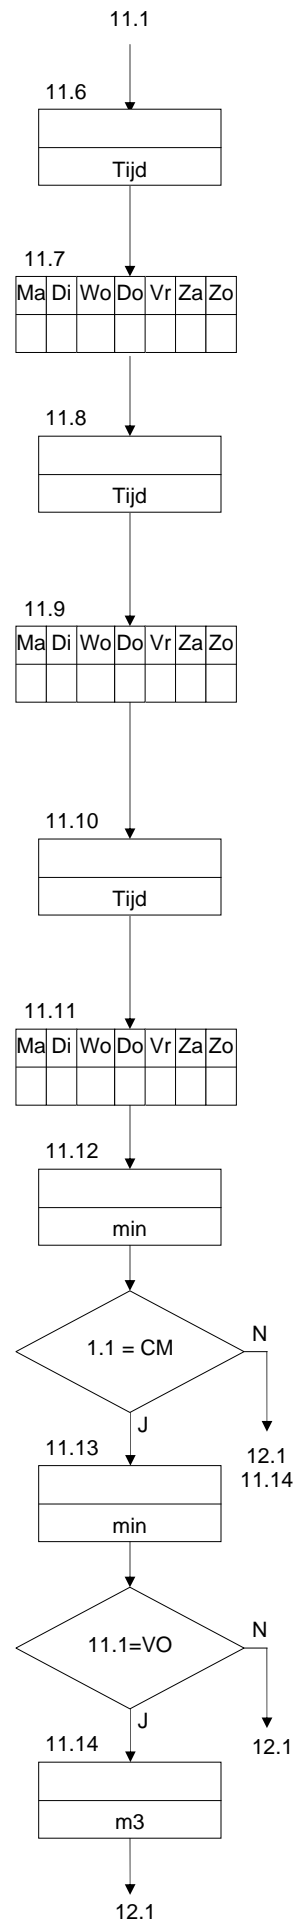 11.1
11.6
Tijd
11.7
Ma Di Wo Do Vr Za Zo
11.8
Tijd
11.9
Ma Di Wo Do Vr Za Zo
11.10
Tijd
11.11
Ma Di Wo Do Vr Za Zo
11.12
min
1.1 = CM
N
J
12.1
11.14
11.13
min
11.1=VO
N
J
12.1
11.14
m3
12.1